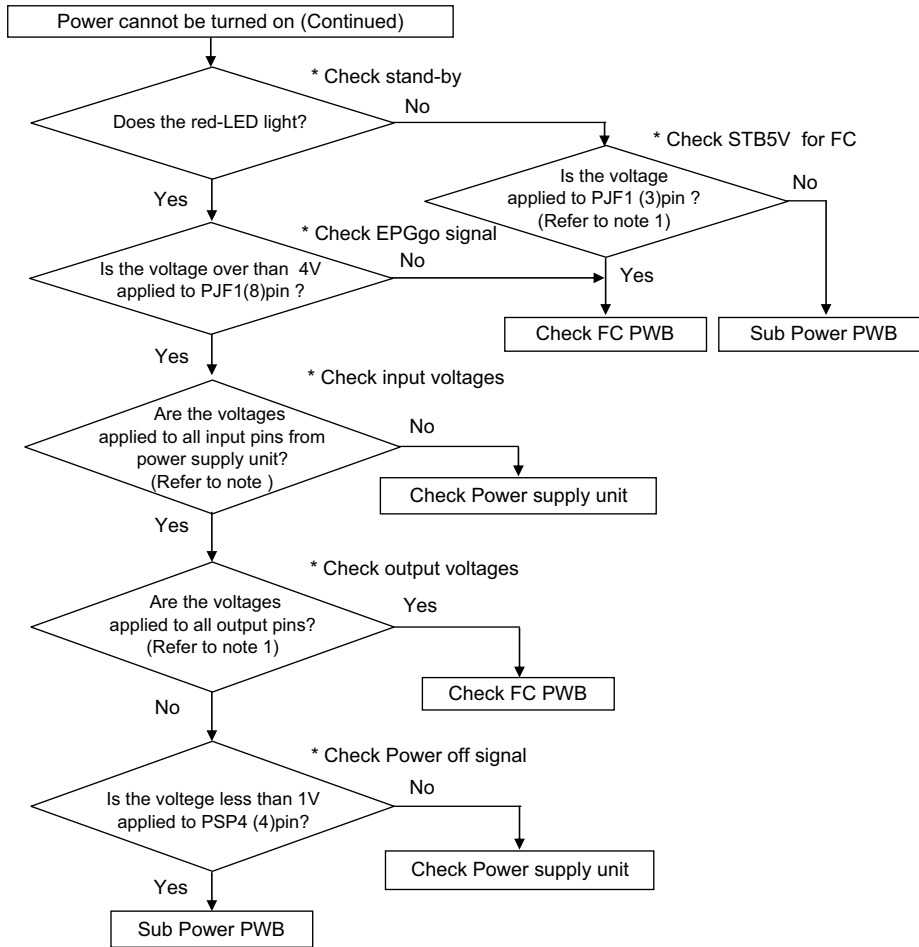 Power cannot be turned on (Continued)
* Check stand-by
Does the red-LED light?
No
* Check STB5V for FC
Is the voltage
applied to PJF1 (3)pin ?
(Refer to note 1)
No
Yes
Yes
* Check EPGgo signal
Is the voltage over than 4V
applied to PJF1(8)pin ?
No
Check FC PWB
Sub Power PWB
Yes
* Check input voltages
Are the voltages
applied to all input pins from
power supply unit?
(Refer to note )
No
Check Power supply unit
Yes
* Check output voltages
Are the voltages
applied to all output pins?
(Refer to note 1)
Yes
Check FC PWB
No
* Check Power off signal
Is the voltege less than 1V
applied to PSP4 (4)pin?
No
Check Power supply unit
Yes
Sub Power PWB